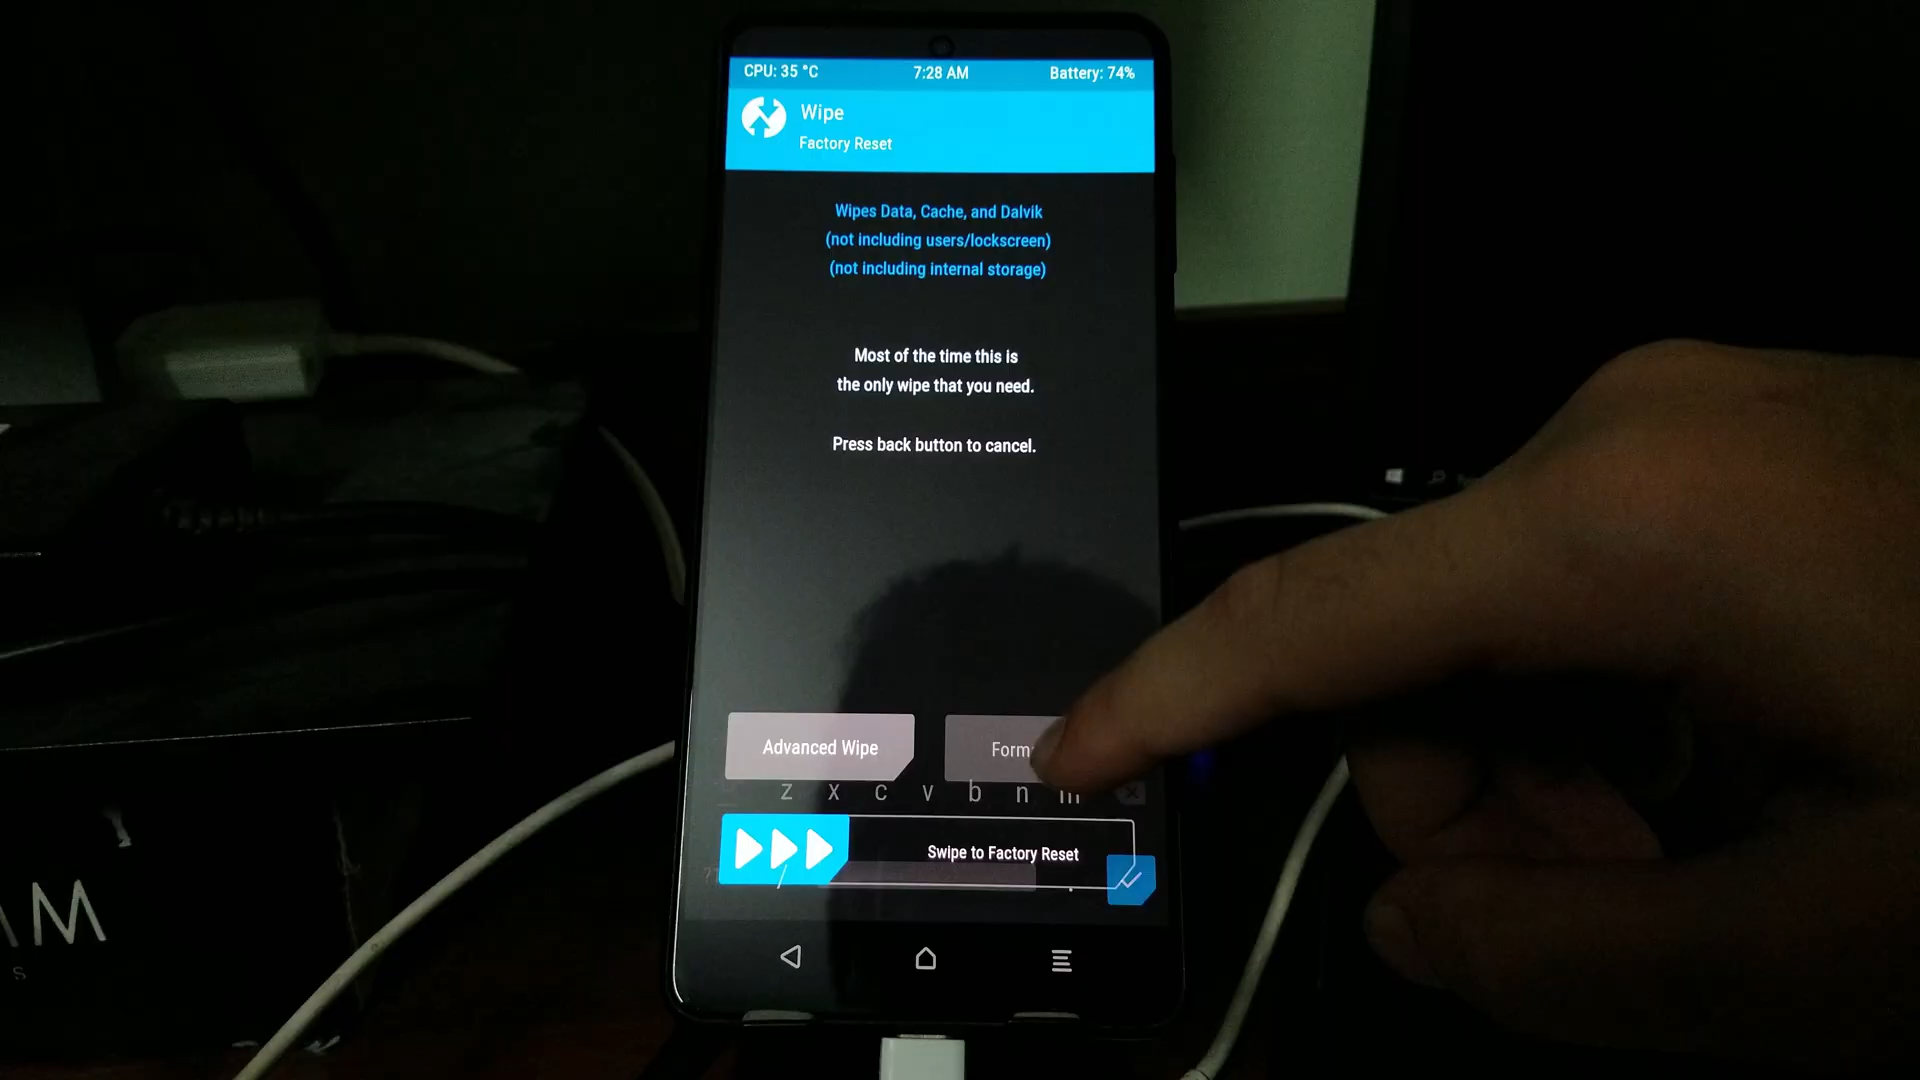 CPU: 35 °C 7:28 AM Battery: 74%
Wipe
Factory Reset
Wipes Data, Cache, and Dalvik
(not including users/lockscreen)
(not including internal storage)
Most of the time this is
the only wipe that you need.
Press back button to cancel.
Advanced Wipe Form
z x c v b n m
Swipe to Factory Reset
/ .
AM
S